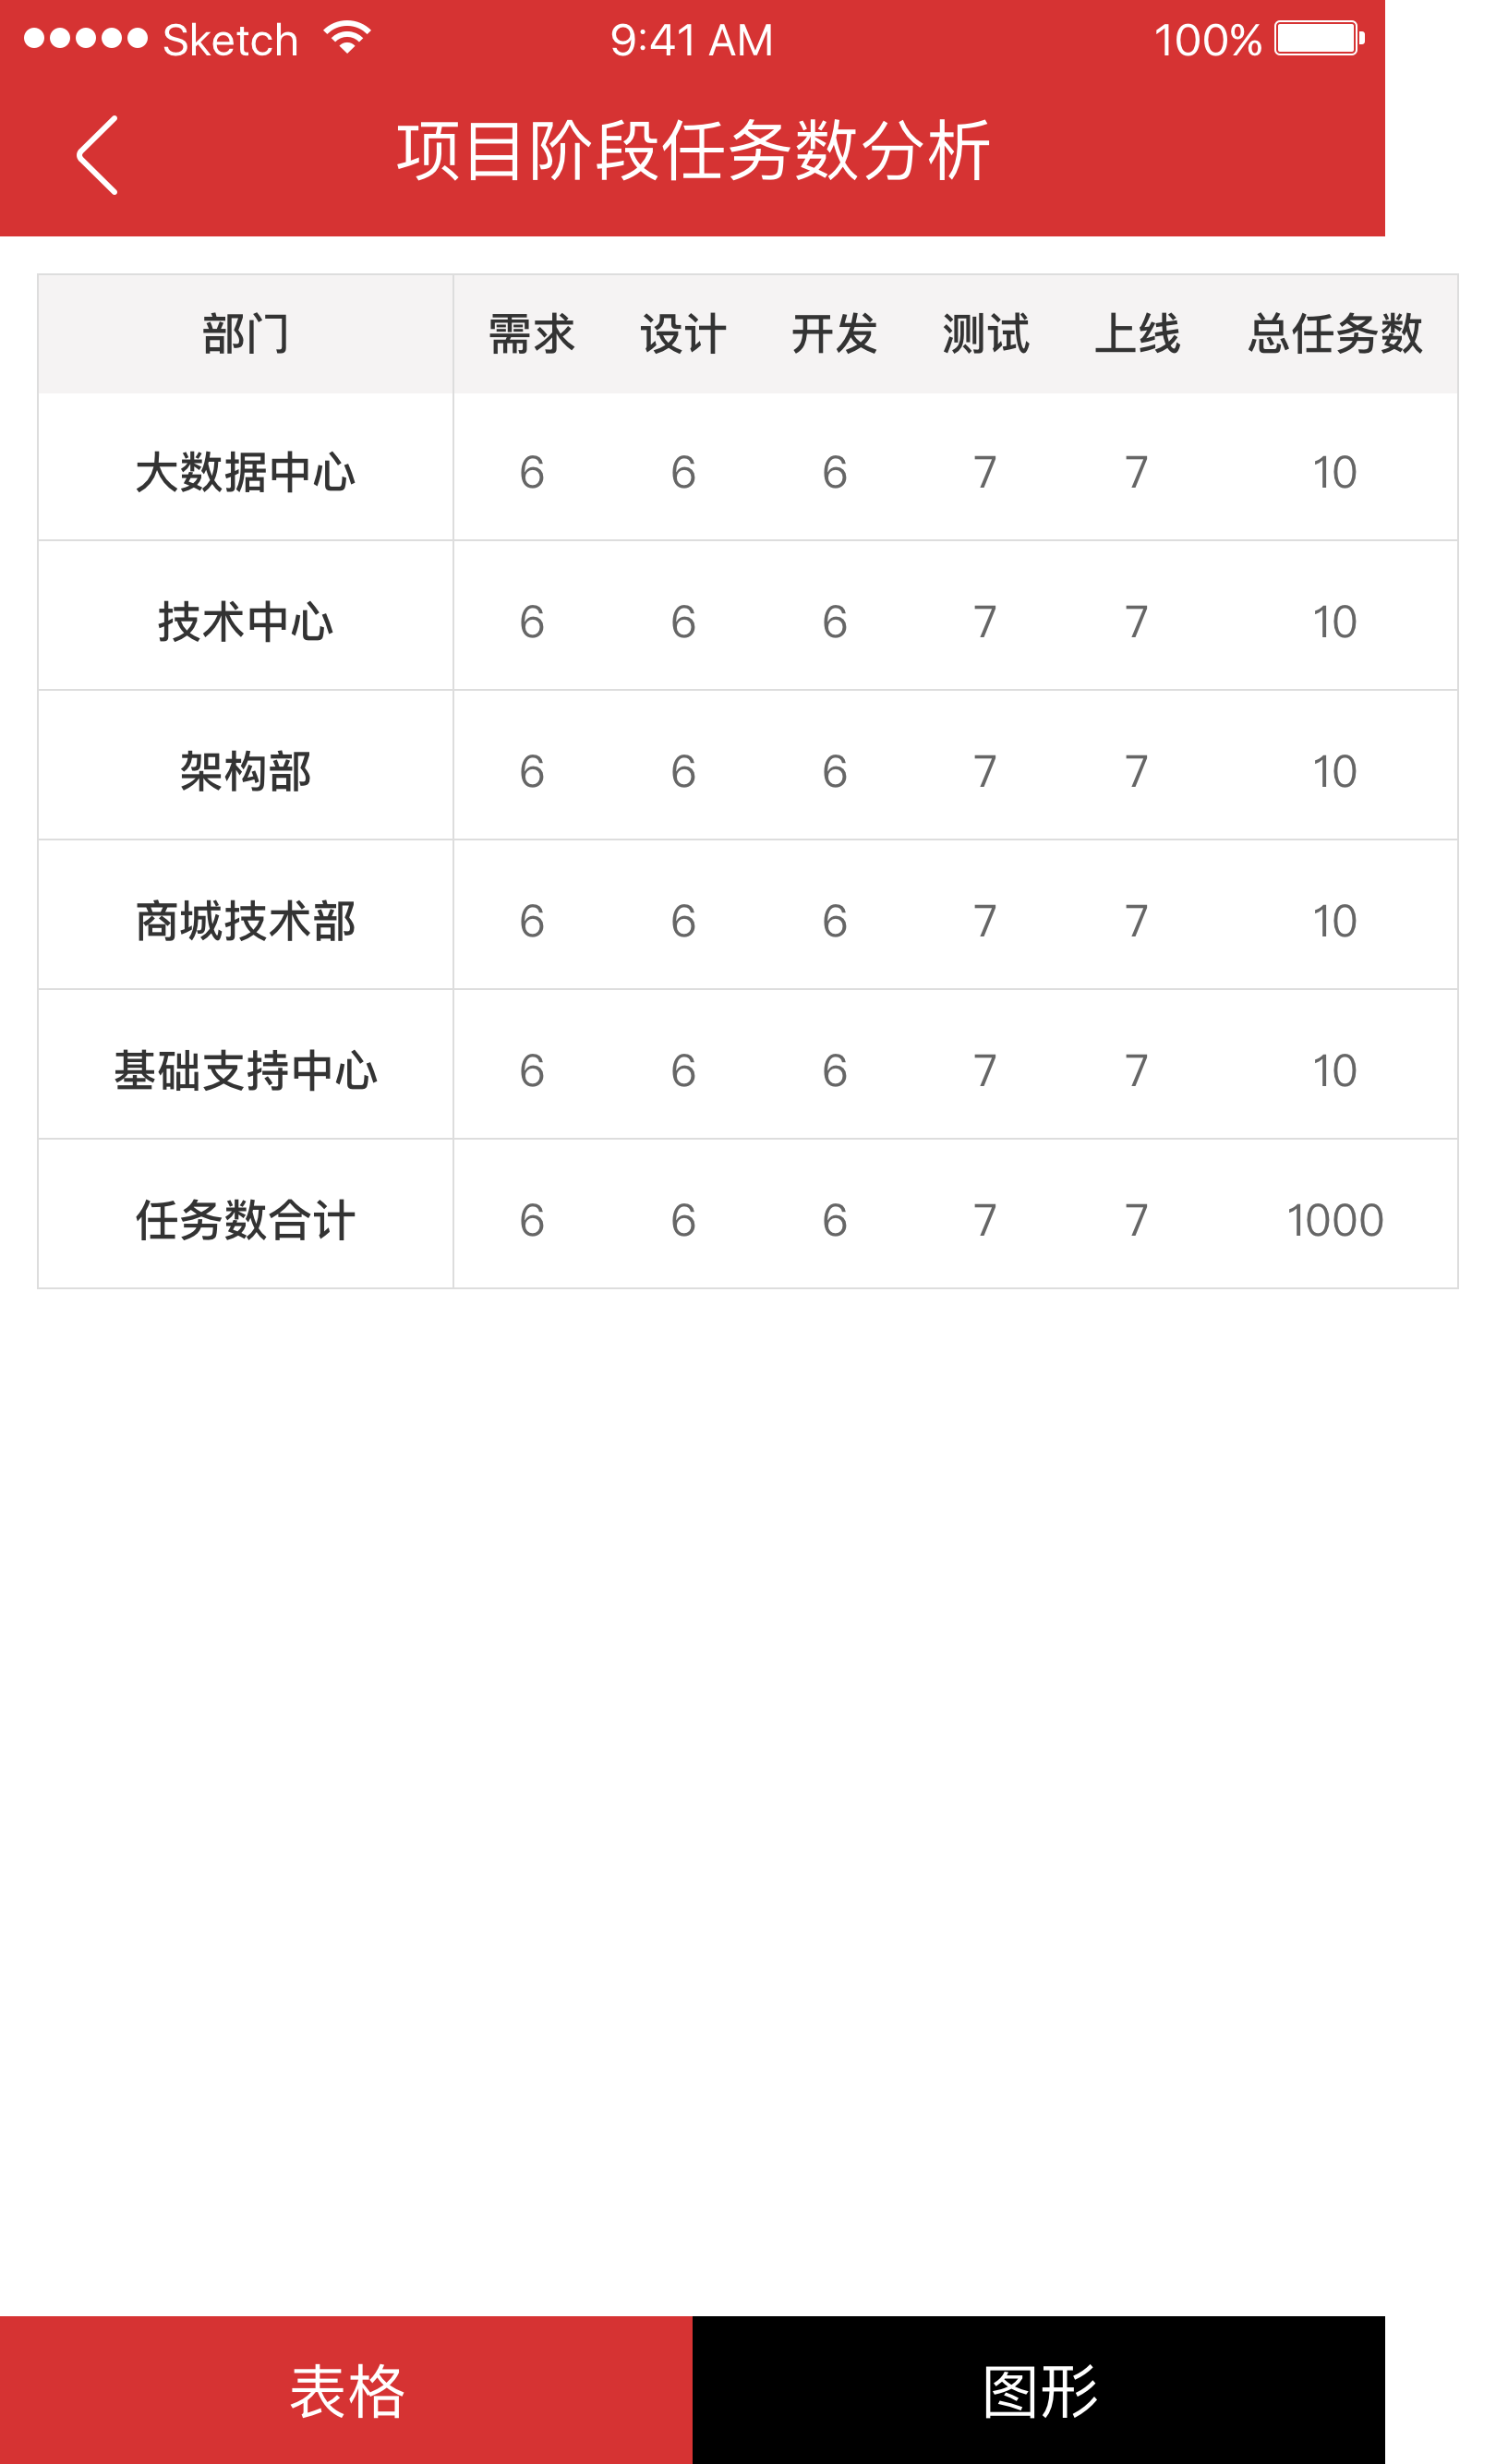 Sketch 9:41 AM 100%
项目阶段任务数分析
部门 需求 设计 开发 测试 上线 总任务数
大数据中心 6 6 6 7 7 10
技术中心 6 6 6 7 7 10
架构部 6 6 6 7 7 10
商城技术部 6 6 6 7 7 10
基础支持中心 6 6 6 7 7 10
任务数合计 6 6 6 7 7 1000
表格 图形